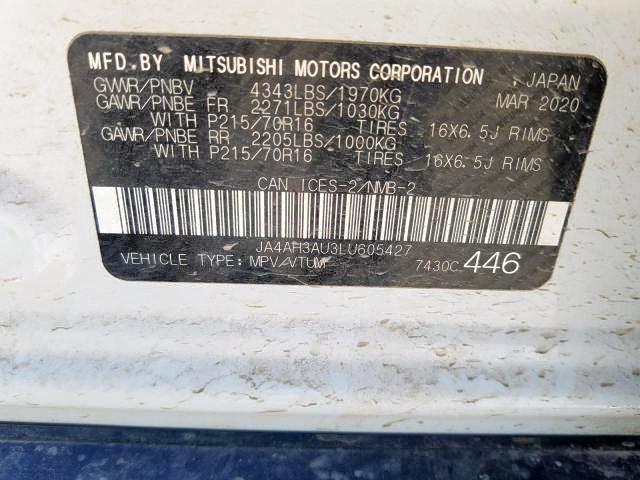 MFD.BY MITSUBISHI MOTORS CORPORATION JAPAN
GVWR/PNBV 4343LBS/1970KG MAR 2020
GAWR/PNBE FR 2271LBS/1030KG
WITH P215/70R16 TIRES 16X6.5J RIMS
GAWR/PNBE RR 2205LBS/1000KG
WITH P215/70R16 TIRES 16X6.5J RIMS
CAN ICES-2/NMB-2
JA4AH3AU3LU605427
VEHICLE TYPE: MPV/VTUM 7430C 446